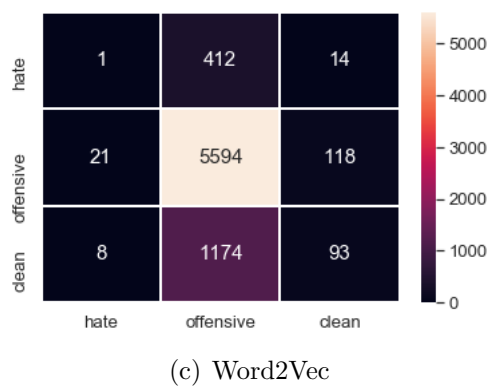 hate 1 412 14
offensive 21 5594 118
clean 8 1174 93
hate offensive clean
5000
4000
3000
2000
1000
0
(c) Word2Vec